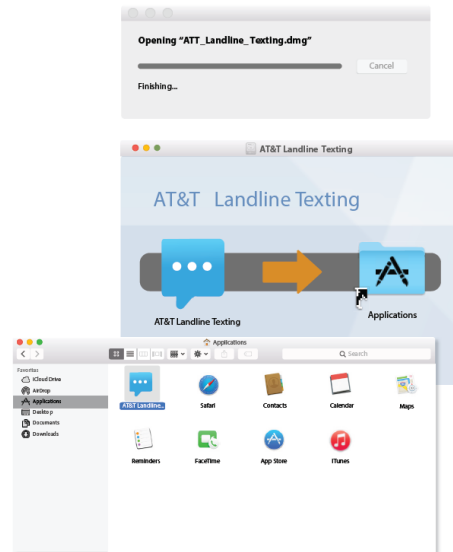 Opening "ATT_Landline_Texting.dmg"
Cancel
Finishing...
AT&T Landline Texting
AT&T Landline Texting
AT&T Landline Texting
Applications
Applications
Search
Favorites
iCloud Drive
AirDrop
Applications
Desktop
Documents
Downloads
AT&T Landline...
Safari
Contacts
Calendar
Maps
Reminders
FaceTime
App Store
iTunes